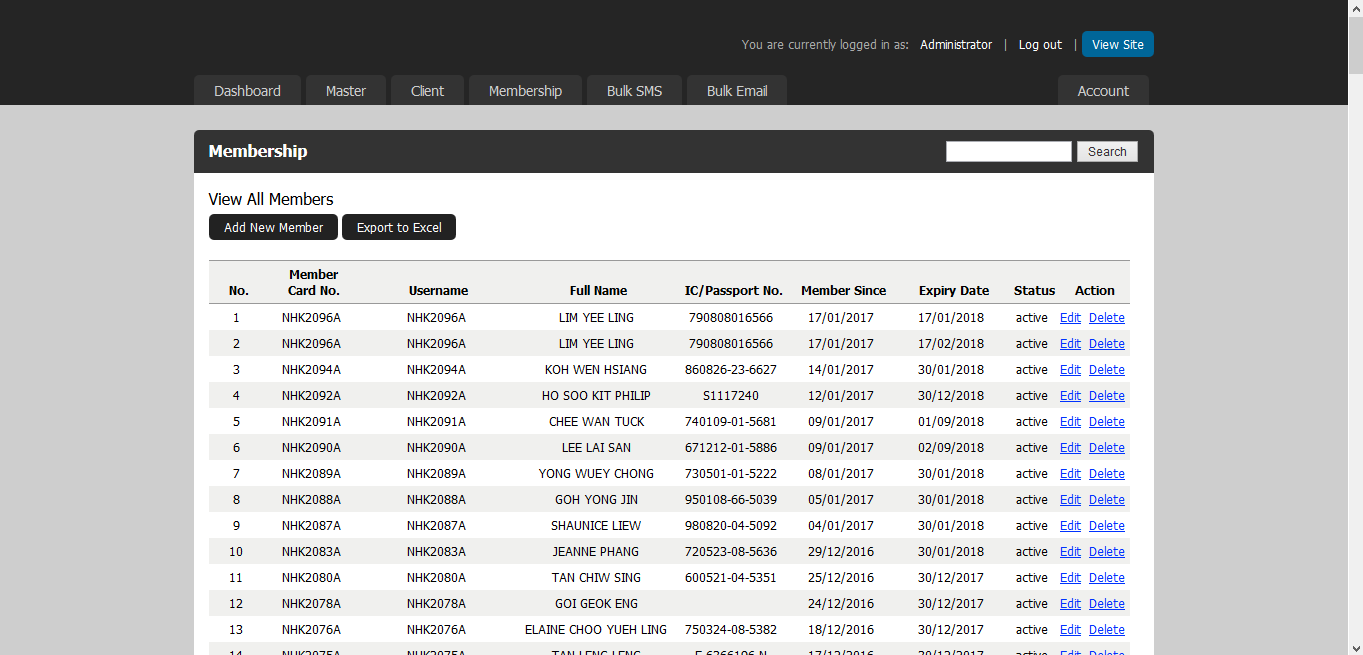 You are currently logged in as: Administrator | Log out | View Site
Dashboard Master Client Membership Bulk SMS Bulk Email Account
Membership Search
View All Members
Add New Member Export to Excel
No. Member Card No. Username Full Name IC/Passport No. Member Since Expiry Date Status Action
1 NHK2096A NHK2096A LIM YEE LING 790808016566 17/01/2017 17/01/2018 active Edit Delete
2 NHK2096A NHK2096A LIM YEE LING 790808016566 17/01/2017 17/02/2018 active Edit Delete
3 NHK2094A NHK2094A KOH WEN HSIANG 860826-23-6627 14/01/2017 30/01/2018 active Edit Delete
4 NHK2092A NHK2092A HO SOO KIT PHILIP S1117240 12/01/2017 30/12/2018 active Edit Delete
5 NHK2091A NHK2091A CHEE WAN TUCK 740109-01-5681 09/01/2017 01/09/2018 active Edit Delete
6 NHK2090A NHK2090A LEE LAI SAN 671212-01-5886 09/01/2017 02/09/2018 active Edit Delete
7 NHK2089A NHK2089A YONG WUEY CHONG 730501-01-5222 08/01/2017 30/01/2018 active Edit Delete
8 NHK2088A NHK2088A GOH YONG JIN 950108-66-5039 05/01/2017 30/01/2018 active Edit Delete
9 NHK2087A NHK2087A SHAUNICE LIEW 980820-04-5092 04/01/2017 30/01/2018 active Edit Delete
10 NHK2083A NHK2083A JEANNE PHANG 720523-08-5636 29/12/2016 30/01/2018 active Edit Delete
11 NHK2080A NHK2080A TAN CHIW SING 600521-04-5351 25/12/2016 30/12/2017 active Edit Delete
12 NHK2078A NHK2078A GOI GEOK ENG 24/12/2016 30/12/2017 active Edit Delete
13 NHK2076A NHK2076A ELAINE CHOO YUEH LING 750324-08-5382 18/12/2016 30/12/2017 active Edit Delete
14 NHK2075A NHK2075A 17/12/2016 30/12/2017 active Edit Delete